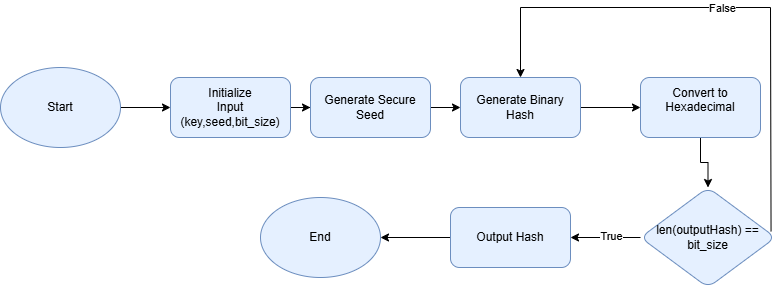 False
Start
Initialize
Input
(key,seed,bit_size)
Generate Secure
Seed
Generate Binary
Hash
Convert to
Hexadecimal
len(outputHash) ==
bit_size
True
Output Hash
End